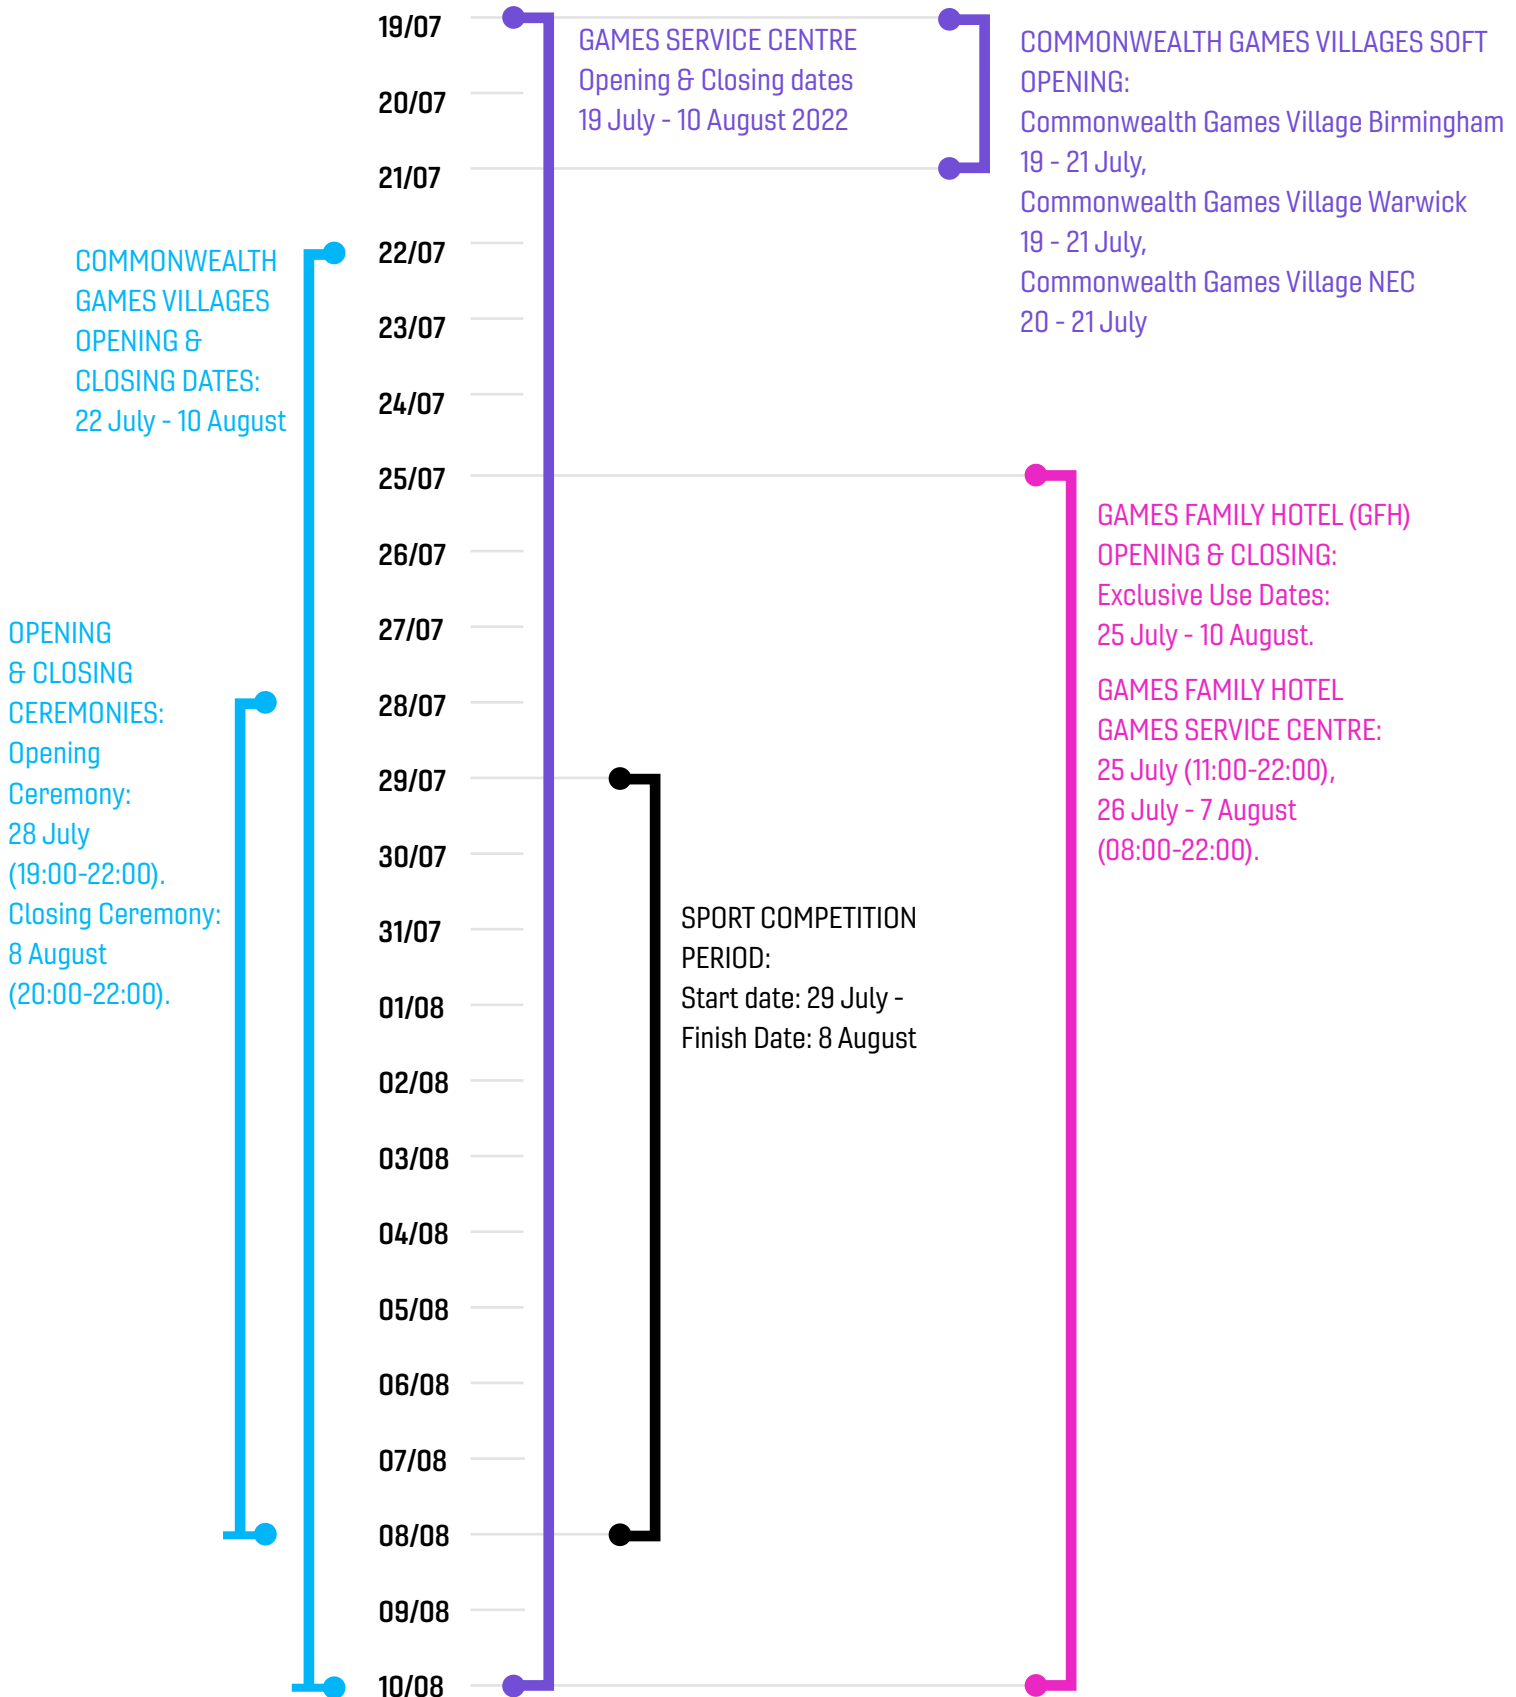 19/07
20/07
21/07
22/07
23/07
24/07
25/07
26/07
27/07
28/07
29/07
30/07
31/07
01/08
02/08
03/08
04/08
05/08
06/08
07/08
08/08
09/08
10/08
GAMES SERVICE CENTRE
Opening & Closing dates
19 July - 10 August 2022
COMMONWEALTH GAMES VILLAGES SOFT
OPENING:
Commonwealth Games Village Birmingham
19 - 21 July,
Commonwealth Games Village Warwick
19 - 21 July,
Commonwealth Games Village NEC
20 - 21 July
COMMONWEALTH
GAMES VILLAGES
OPENING &
CLOSING DATES:
22 July - 10 August
GAMES FAMILY HOTEL (GFH)
OPENING & CLOSING:
Exclusive Use Dates:
25 July - 10 August.
GAMES FAMILY HOTEL
GAMES SERVICE CENTRE:
25 July (11:00-22:00),
26 July - 7 August
(08:00-22:00).
OPENING
& CLOSING
CEREMONIES:
Opening
Ceremony:
28 July
(19:00-22:00).
Closing Ceremony:
8 August
(20:00-22:00).
SPORT COMPETITION
PERIOD:
Start date: 29 July -
Finish Date: 8 August